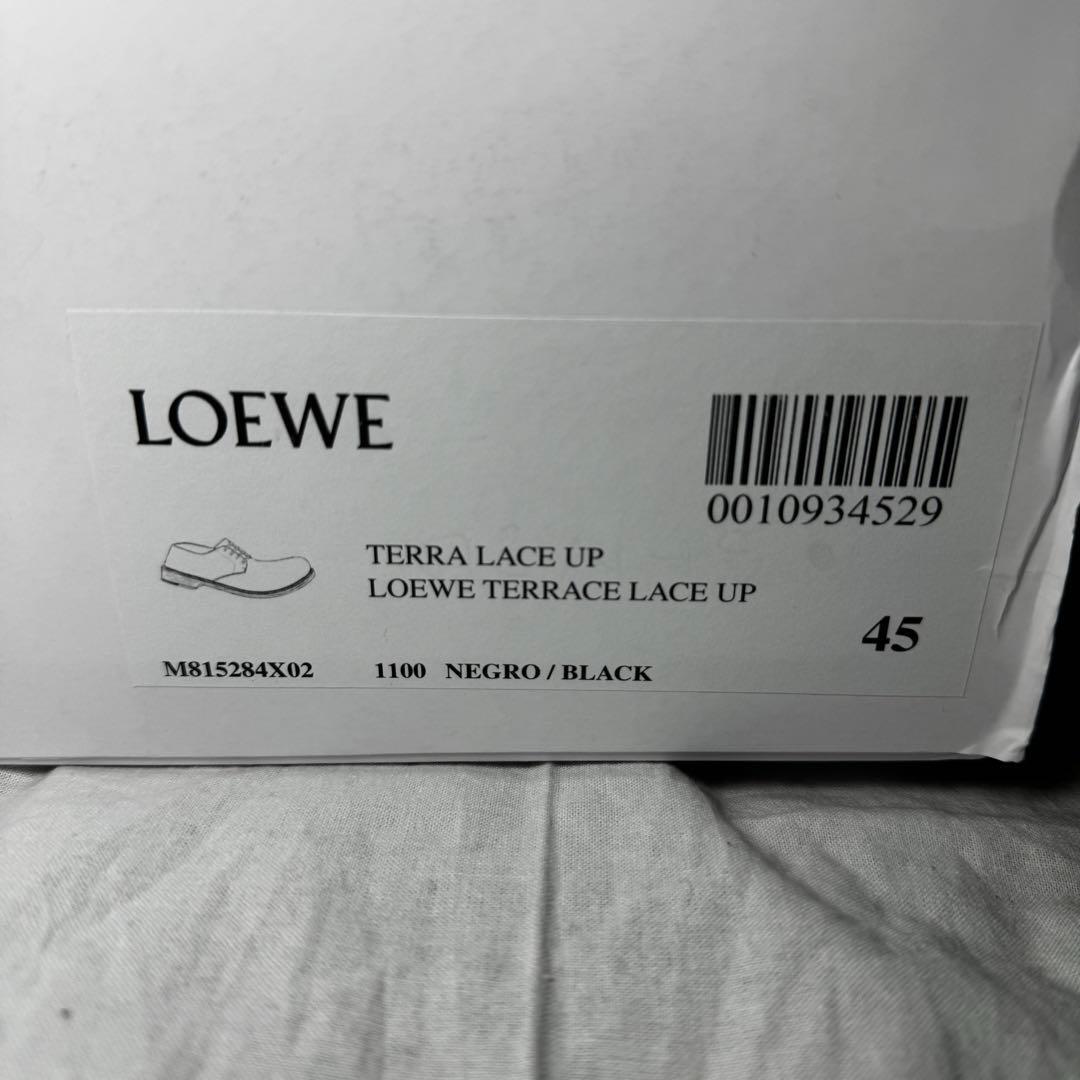 LOEWE
0010934529
TERRA LACE UP
LOEWE TERRACE LACE UP
45
M815284X02 1100 NEGRO / BLACK